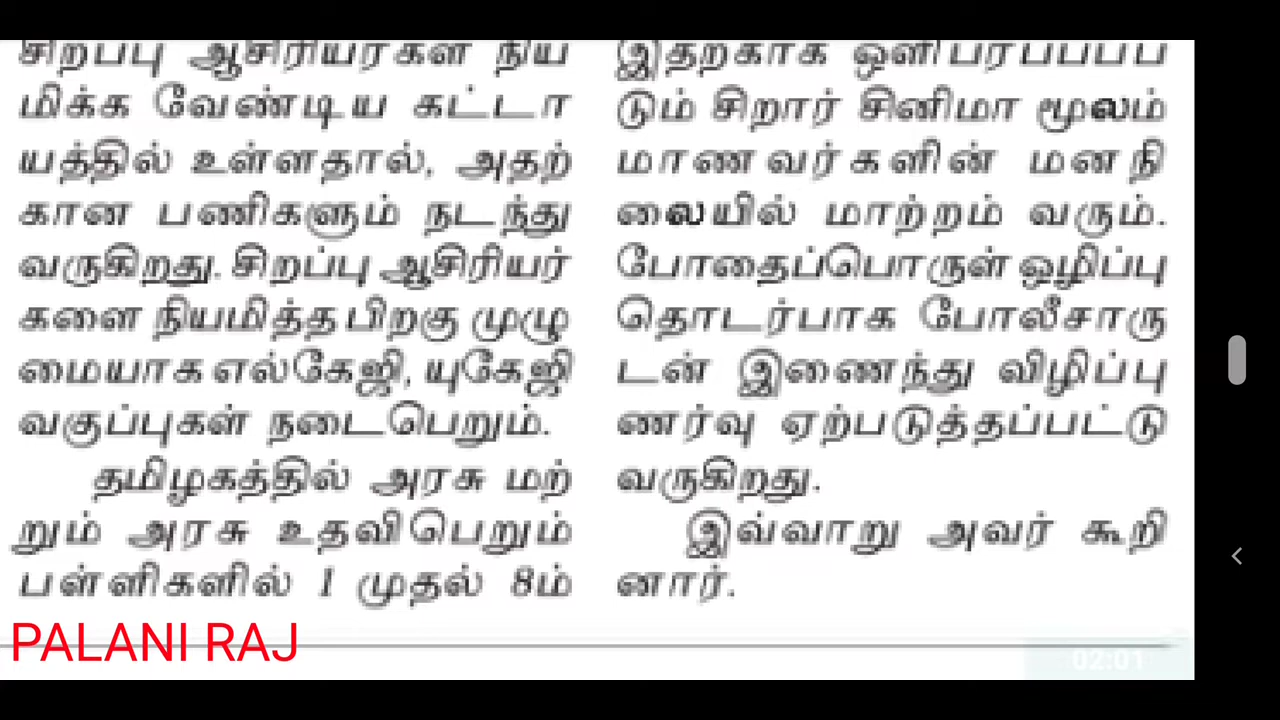 சிறப்பு ஆசிரியர்கள் நிய
மிக்க வேண்டிய கட்டா
யத்தில் உள்ளதால், அதற்
கான பணிகளும் நடந்து
வருகிறது. சிறப்பு ஆசிரியர்
களை நியமித்த பிறகு முழு
மையாக எல்கேஜி, யுகேஜி
வகுப்புகள் நடைபெறும்.
தமிழகத்தில் அரசு மற்
றும் அரசு உதவிபெறும்
பள்ளிகளில் 1 முதல் 8ம்
இதற்காக ஒளிபரப்பப்ப
டும் சிறார் சினிமா மூலம்
மாணவர்களின் மனநி
லையில் மாற்றம் வரும்.
போதைப்பொருள் ஒழிப்பு
தொடர்பாக போலீசாரு
டன் இணைந்து விழிப்பு
ணர்வு ஏற்படுத்தப்பட்டு
வருகிறது.
இவ்வாறு அவர் கூறி
னார்.
PALANI RAJ
02:01